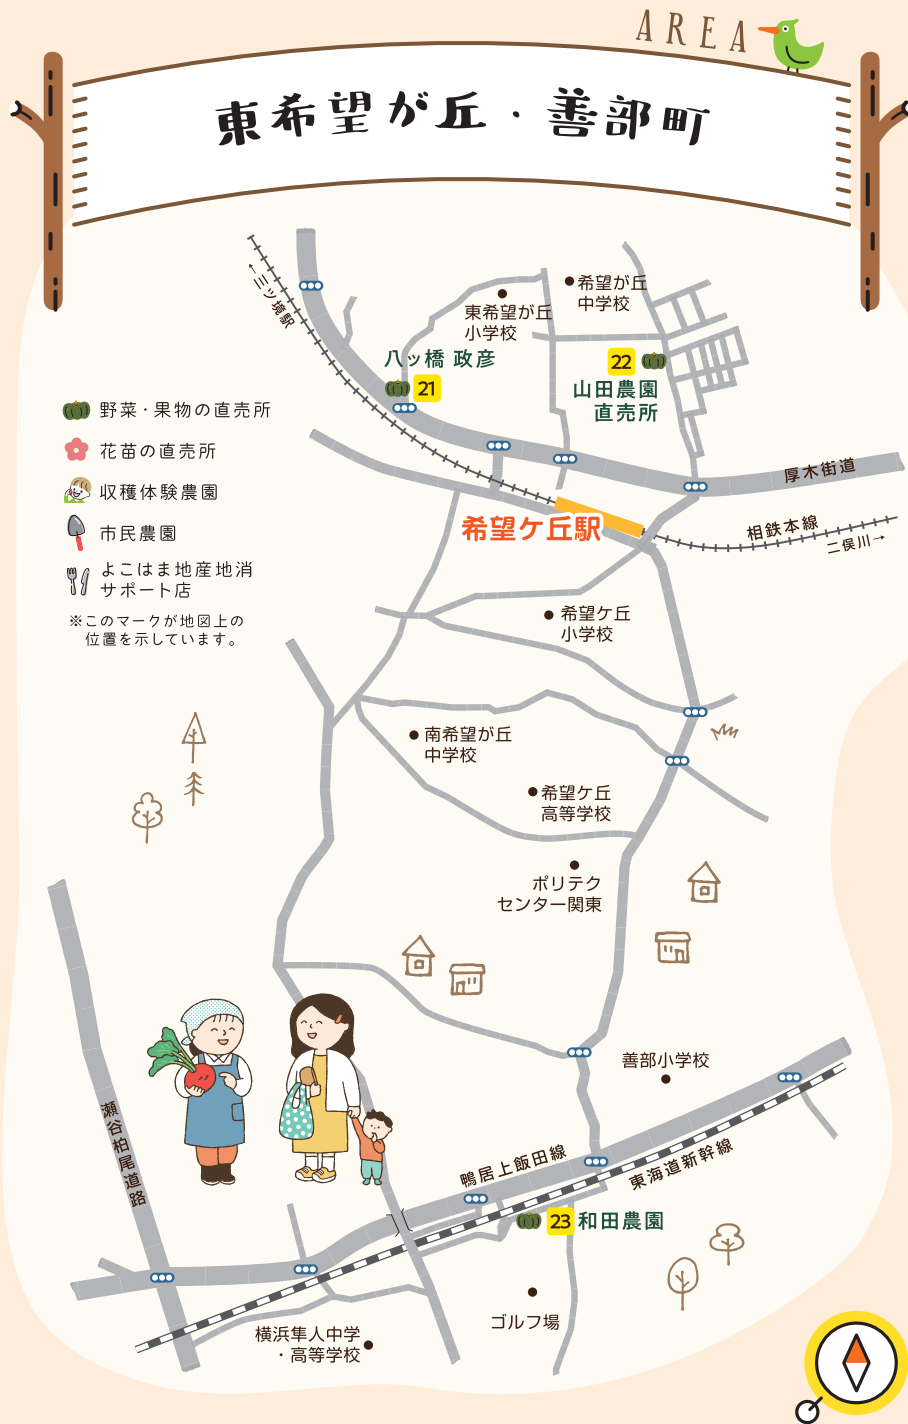 AREA
東希望が丘・善部町
←三ツ境駅
東希望が丘
小学校
希望が丘
中学校
八ッ橋 政彦
21
22
山田農園
直売所
野菜・果物の直売所
花苗の直売所
収穫体験農園
市民農園
よこはま地産地消
サポート店
※このマークが地図上の
位置を示しています。
厚木街道
希望ケ丘駅
相鉄本線
二俣川→
希望ケ丘
小学校
南希望が丘
中学校
希望ケ丘
高等学校
ポリテク
センター関東
善部小学校
瀬谷柏尾道路
鴨居上飯田線
東海道新幹線
23 和田農園
ゴルフ場
横浜隼人中学
・高等学校